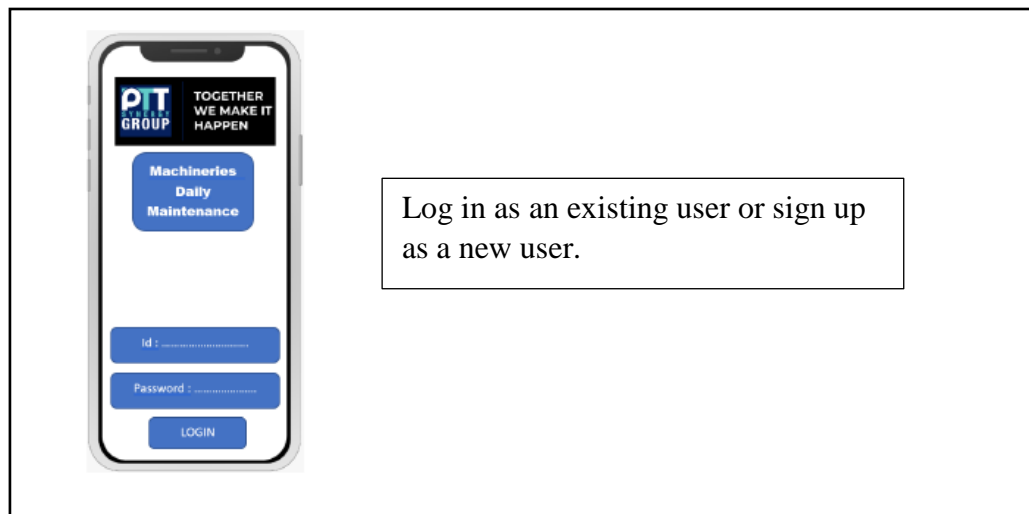 PTT
SYNERGY
GROUP
TOGETHER
WE MAKE IT
HAPPEN
Machineries
Daily
Maintenance
Id : ..............................
Password : ......................
LOGIN
Log in as an existing user or sign up
as a new user.